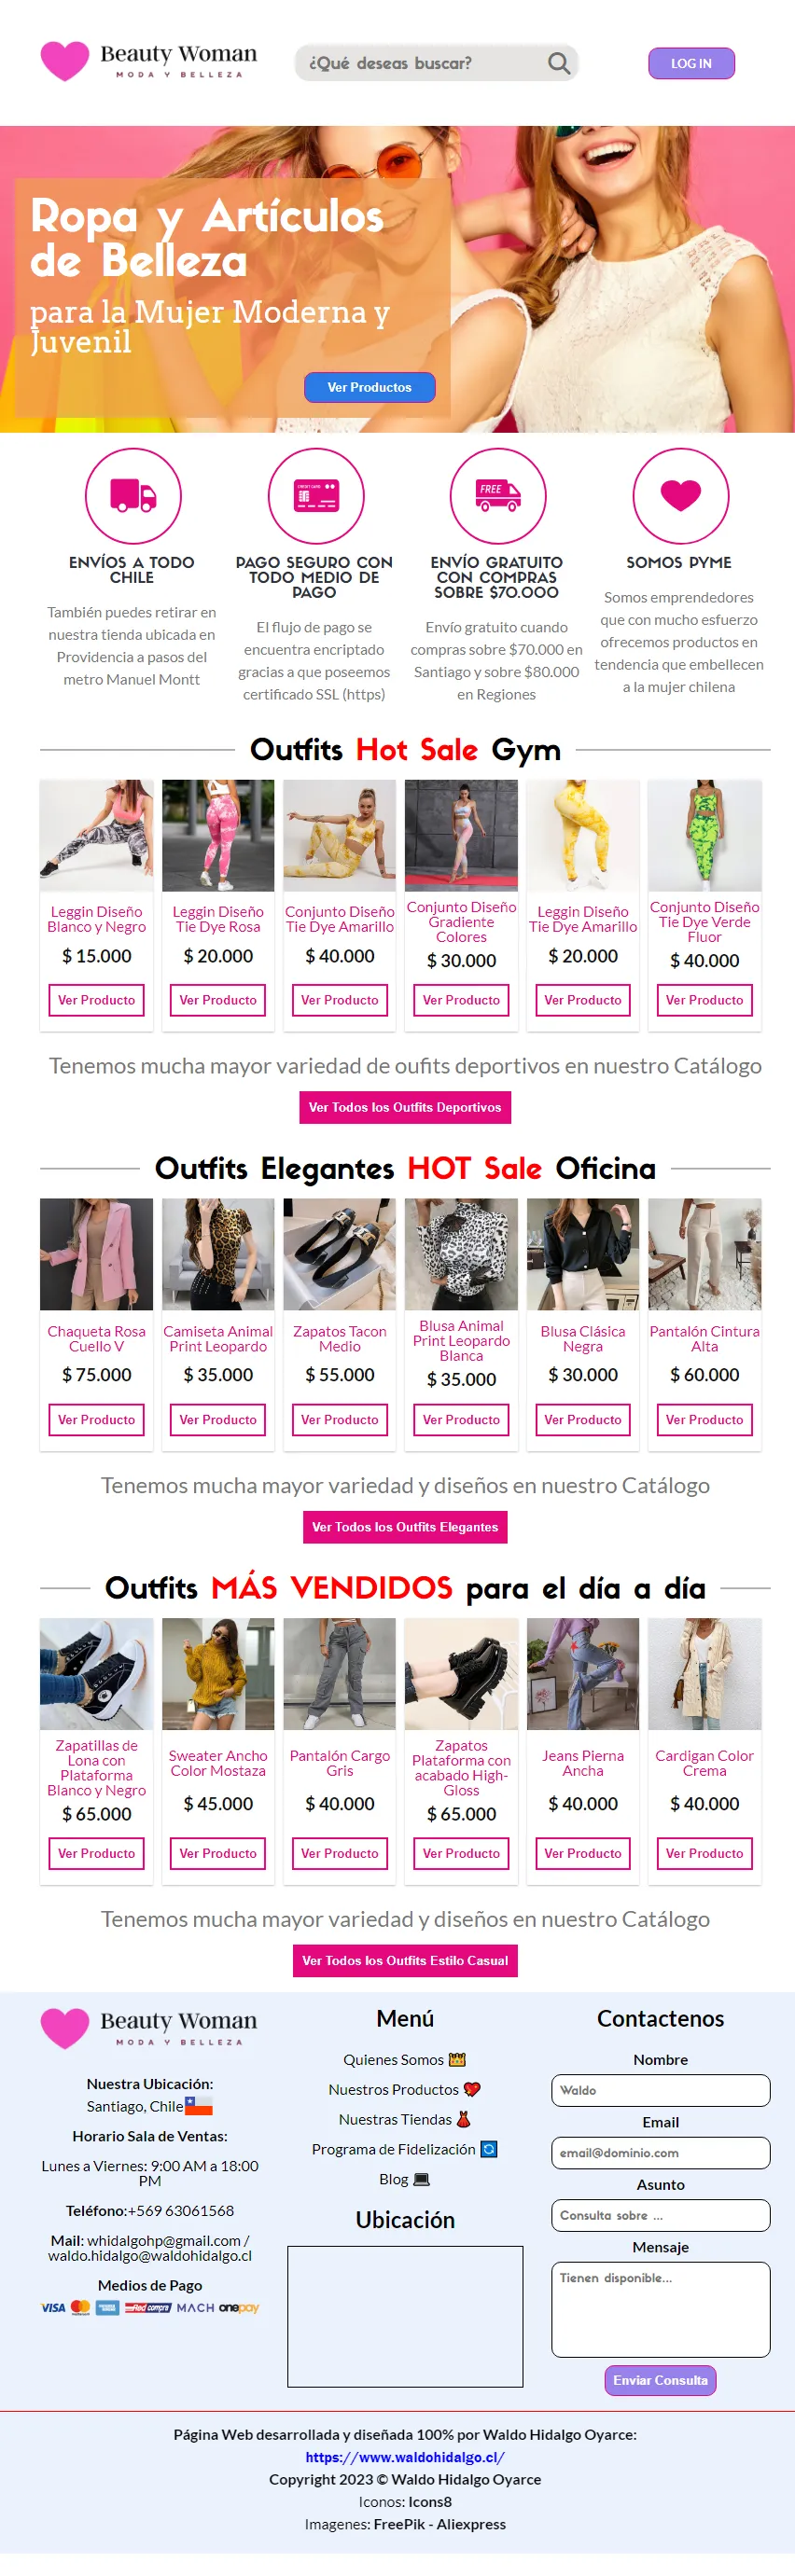 Beauty Woman
MODA Y BELLEZA
¿Qué deseas buscar?
LOG IN
Ropa y Artículos
de Belleza
para la Mujer Moderna y
Juvenil
Ver Productos
CREDIT CARD
FREE
ENVÍOS A TODO
CHILE
También puedes retirar en
nuestra tienda ubicada en
Providencia a pasos del
metro Manuel Montt
PAGO SEGURO CON
TODO MEDIO DE
PAGO
El flujo de pago se
encuentra encriptado
gracias a que poseemos
certificado SSL (https)
ENVÍO GRATUITO
CON COMPRAS
SOBRE $70.000
Envío gratuito cuando
compras sobre $70.000 en
Santiago y sobre $80.000
en Regiones
SOMOS PYME
Somos emprendedores
que con mucho esfuerzo
ofrecemos productos en
tendencia que embellecen
a la mujer chilena
Outfits Hot Sale Gym
Leggin Diseño
Blanco y Negro
$ 15.000
Ver Producto
Leggin Diseño
Tie Dye Rosa
$ 20.000
Ver Producto
Conjunto Diseño
Tie Dye Amarillo
$ 40.000
Ver Producto
Conjunto Diseño
Gradiente
Colores
$ 30.000
Ver Producto
Leggin Diseño
Tie Dye Amarillo
$ 20.000
Ver Producto
Conjunto Diseño
Tie Dye Verde
Fluor
$ 40.000
Ver Producto
Tenemos mucha mayor variedad de oufits deportivos en nuestro Catálogo
Ver Todos los Outfits Deportivos
Outfits Elegantes HOT Sale Oficina
Chaqueta Rosa
Cuello V
$ 75.000
Ver Producto
Camiseta Animal
Print Leopardo
$ 35.000
Ver Producto
Zapatos Tacon
Medio
$ 55.000
Ver Producto
Blusa Animal
Print Leopardo
Blanca
$ 35.000
Ver Producto
Blusa Clásica
Negra
$ 30.000
Ver Producto
Pantalón Cintura
Alta
$ 60.000
Ver Producto
Tenemos mucha mayor variedad y diseños en nuestro Catálogo
Ver Todos los Outfits Elegantes
Outfits MÁS VENDIDOS para el día a día
Zapatillas de
Lona con
Plataforma
Blanco y Negro
$ 65.000
Ver Producto
Sweater Ancho
Color Mostaza
$ 45.000
Ver Producto
Pantalón Cargo
Gris
$ 40.000
Ver Producto
Zapatos
Plataforma con
acabado High-
Gloss
$ 65.000
Ver Producto
Jeans Pierna
Ancha
$ 40.000
Ver Producto
Cardigan Color
Crema
$ 40.000
Ver Producto
Tenemos mucha mayor variedad y diseños en nuestro Catálogo
Ver Todos los Outfits Estilo Casual
Beauty Woman
MODA Y BELLEZA
Nuestra Ubicación:
Santiago, Chile
Horario Sala de Ventas:
Lunes a Viernes: 9:00 AM a 18:00
PM
Teléfono:+569 63061568
Mail: whidalgohp@gmail.com /
waldo.hidalgo@waldohidalgo.cl
Medios de Pago
VISA
Redcompra MACH onepay
Menú
Quienes Somos
Nuestros Productos
Nuestras Tiendas
Programa de Fidelización
Blog
Ubicación
Contactenos
Nombre
Waldo
Email
email@dominio.com
Asunto
Consulta sobre ...
Mensaje
Tienen disponible...
Enviar Consulta
Página Web desarrollada y diseñada 100% por Waldo Hidalgo Oyarce:
https://www.waldohidalgo.cl/
Copyright 2023 © Waldo Hidalgo Oyarce
Iconos: Icons8
Imagenes: FreePik - Aliexpress